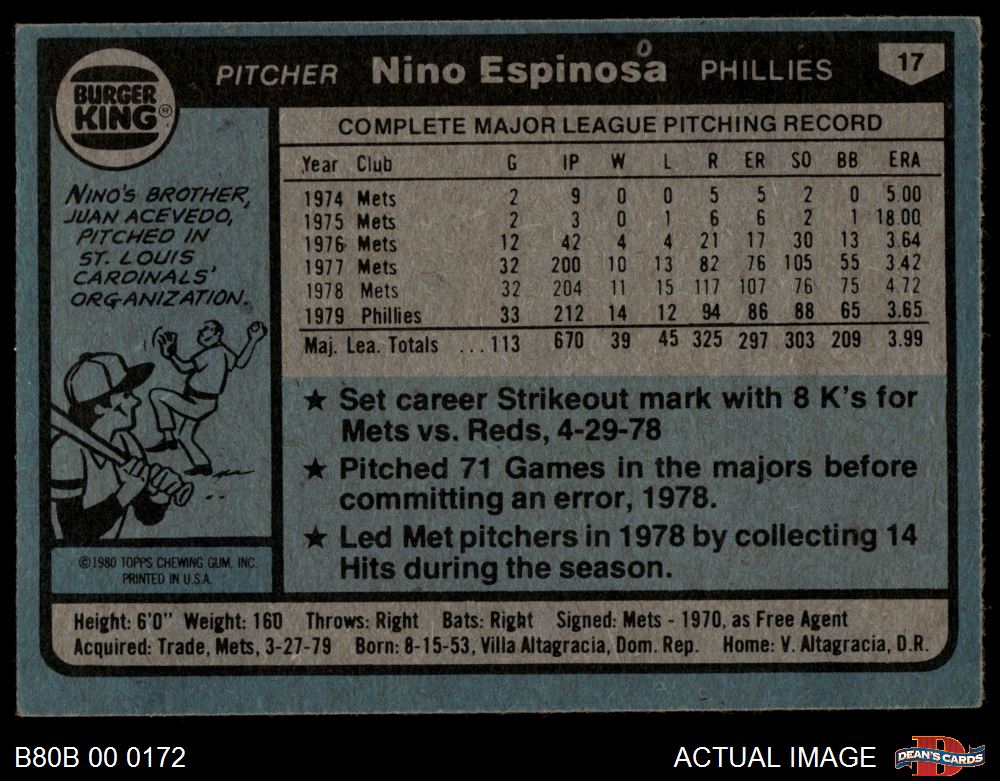 PITCHER Nino Espinosa PHILLIES 17
BURGER
KING®
COMPLETE MAJOR LEAGUE PITCHING RECORD
Year Club G IP W L R ER SO BB ERA
1974 Mets 2 9 0 0 5 5 2 0 5.00
1975 Mets 2 3 0 1 6 6 2 1 18.00
1976 Mets 12 42 4 4 21 17 30 13 3.64
1977 Mets 32 200 10 13 82 76 105 55 3.42
1978 Mets 32 204 11 15 117 107 76 75 4.72
1979 Phillies 33 212 14 12 94 86 88 65 3.65
Maj. Lea. Totals ...113 670 39 45 325 297 303 209 3.99
NINO'S BROTHER,
JUAN ACEVEDO,
PITCHED IN
ST. LOUIS
CARDINALS'
ORGANIZATION.
★ Set career Strikeout mark with 8 K's for
Mets vs. Reds, 4-29-78
★ Pitched 71 Games in the majors before
committing an error, 1978.
★ Led Met pitchers in 1978 by collecting 14
Hits during the season.
©1980 TOPPS CHEWING GUM, INC.
PRINTED IN U.S.A.
Height: 6'0" Weight: 160 Throws: Right Bats: Right Signed: Mets - 1970, as Free Agent
Acquired: Trade, Mets, 3-27-79 Born: 8-15-53, Villa Altagracia, Dom. Rep. Home: V. Altagracia, D.R.
B80B 00 0172 ACTUAL IMAGE D DEAN'S CARDS